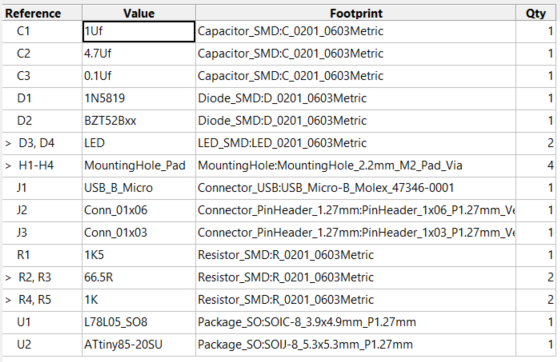 Reference Value Footprint Qty
C1 1Uf Capacitor_SMD:C_0201_0603Metric 1
C2 4.7Uf Capacitor_SMD:C_0201_0603Metric 1
C3 0.1Uf Capacitor_SMD:C_0201_0603Metric 1
D1 1N5819 Diode_SMD:D_0201_0603Metric 1
D2 BZT52Bxx Diode_SMD:D_0201_0603Metric 1
> D3, D4 LED LED_SMD:LED_0201_0603Metric 2
> H1-H4 MountingHole_Pad MountingHole:MountingHole_2.2mm_M2_Pad_Via 4
J1 USB_B_Micro Connector_USB:USB_Micro-B_Molex_47346-0001 1
J2 Conn_01x06 Connector_PinHeader_1.27mm:PinHeader_1x06_P1.27mm_Ve 1
J3 Conn_01x03 Connector_PinHeader_1.27mm:PinHeader_1x03_P1.27mm_Ve 1
R1 1K5 Resistor_SMD:R_0201_0603Metric 1
> R2, R3 66.5R Resistor_SMD:R_0201_0603Metric 2
> R4, R5 1K Resistor_SMD:R_0201_0603Metric 2
U1 L78L05_SO8 Package_SO:SOIC-8_3.9x4.9mm_P1.27mm 1
U2 ATtiny85-20SU Package_SO:SOIJ-8_5.3x5.3mm_P1.27mm 1